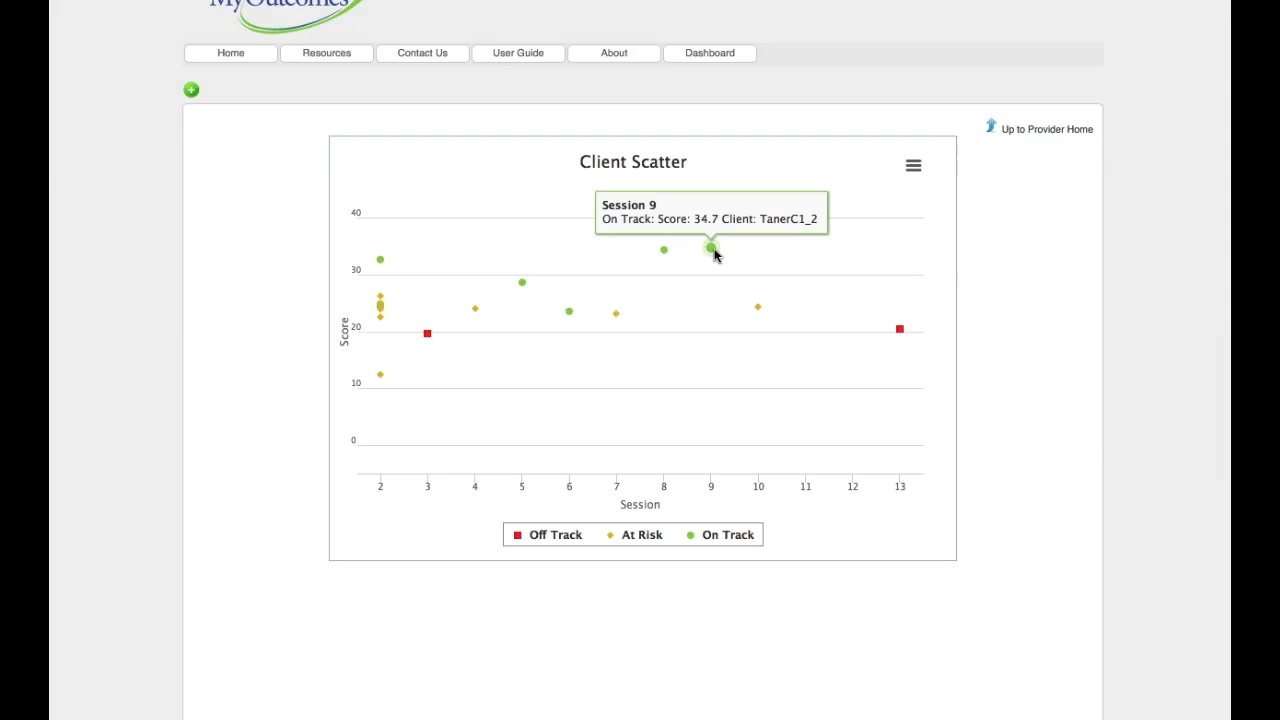 MyOutcomes
Home
Resources
Contact Us
User Guide
About
Dashboard
Up to Provider Home
Client Scatter
Session 9
On Track: Score: 34.7 Client: TanerC1_2
40
30
20
10
0
Score
2 3 4 5 6 7 8 9 10 11 12 13
Session
Off Track At Risk On Track